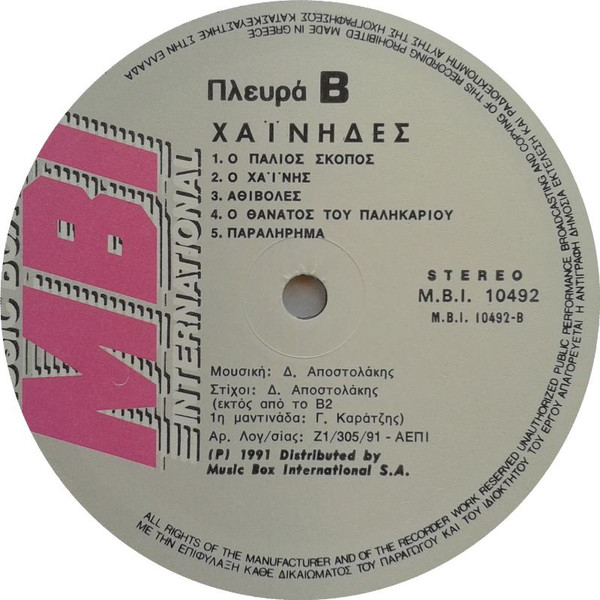 Πλευρά B
ΧΑΪΝΗΔΕΣ
1. Ο ΠΑΛΙΟΣ ΣΚΟΠΟΣ
2. Ο ΧΑΪΝΗΣ
3. ΑΘΙΒΟΛΕΣ
4. Ο ΘΑΝΑΤΟΣ ΤΟΥ ΠΑΛΗΚΑΡΙΟΥ
5. ΠΑΡΑΛΗΡΗΜΑ
STEREO
M.B.I. 10492
M.B.I. 10492-B
Μουσική: Δ. Αποστολάκης
Στίχοι: Δ. Αποστολάκης
(εκτός από το Β2
1η μαντινάδα: Γ. Καράτζης)
Αρ. Λογ/σίας: Ζ1/305/91 - ΑΕΠΙ
(P) 1991 Distributed by
Music Box International S.A.
MBI
INTERNATIONAL
ALL RIGHTS OF THE MANUFACTURER AND OF THE RECORDER WORK RESERVED UNAUTHORIZED PUBLIC PERFORMANCE BROADCASTING AND COPYING OF THIS RECORDING PROHIBITED MADE IN GREECE
ΜΕ ΤΗΝ ΕΠΙΦΥΛΑΞΗ ΚΑΘΕ ΔΙΚΑΙΩΜΑΤΟΣ ΤΟΥ ΠΑΡΑΓΩΓΟΥ ΚΑΙ ΤΟΥ ΙΔΙΟΚΤΗΤΟΥ ΤΟΥ ΕΡΓΟΥ ΑΠΑΓΟΡΕΥΕΤΑΙ Η ΑΝΤΙΓΡΑΦΗ ΔΗΜΟΣΙΑ ΕΚΤΕΛΕΣΗ ΚΑΙ ΡΑΔΙΟΕΚΠΟΜΠΗ ΑΥΤΗΣ ΤΗΣ ΗΧΟΓΡΑΦΗΣΕΩΣ ΚΑΤΑΣΚΕΥΑΣΤΗΚΕ ΣΤΗΝ ΕΛΛΑΔΑ